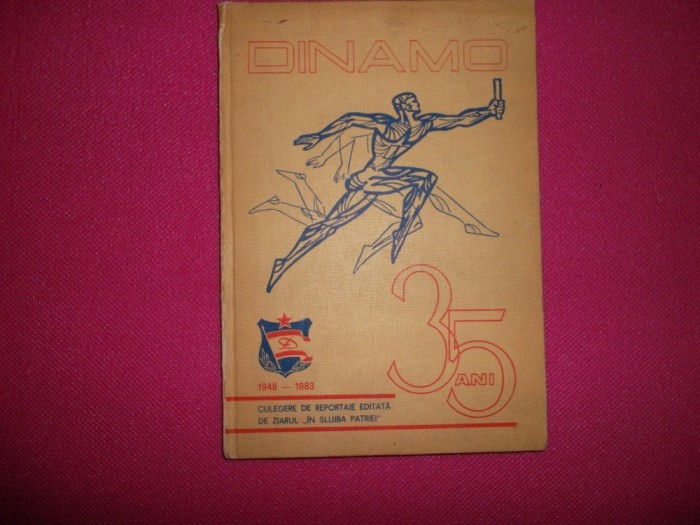 DINAMO
35
ANI
D
1948 — 1983
CULEGERE DE REPORTAJE EDITATĂ
DE ZIARUL „ÎN SLUJBA PATRIEI"